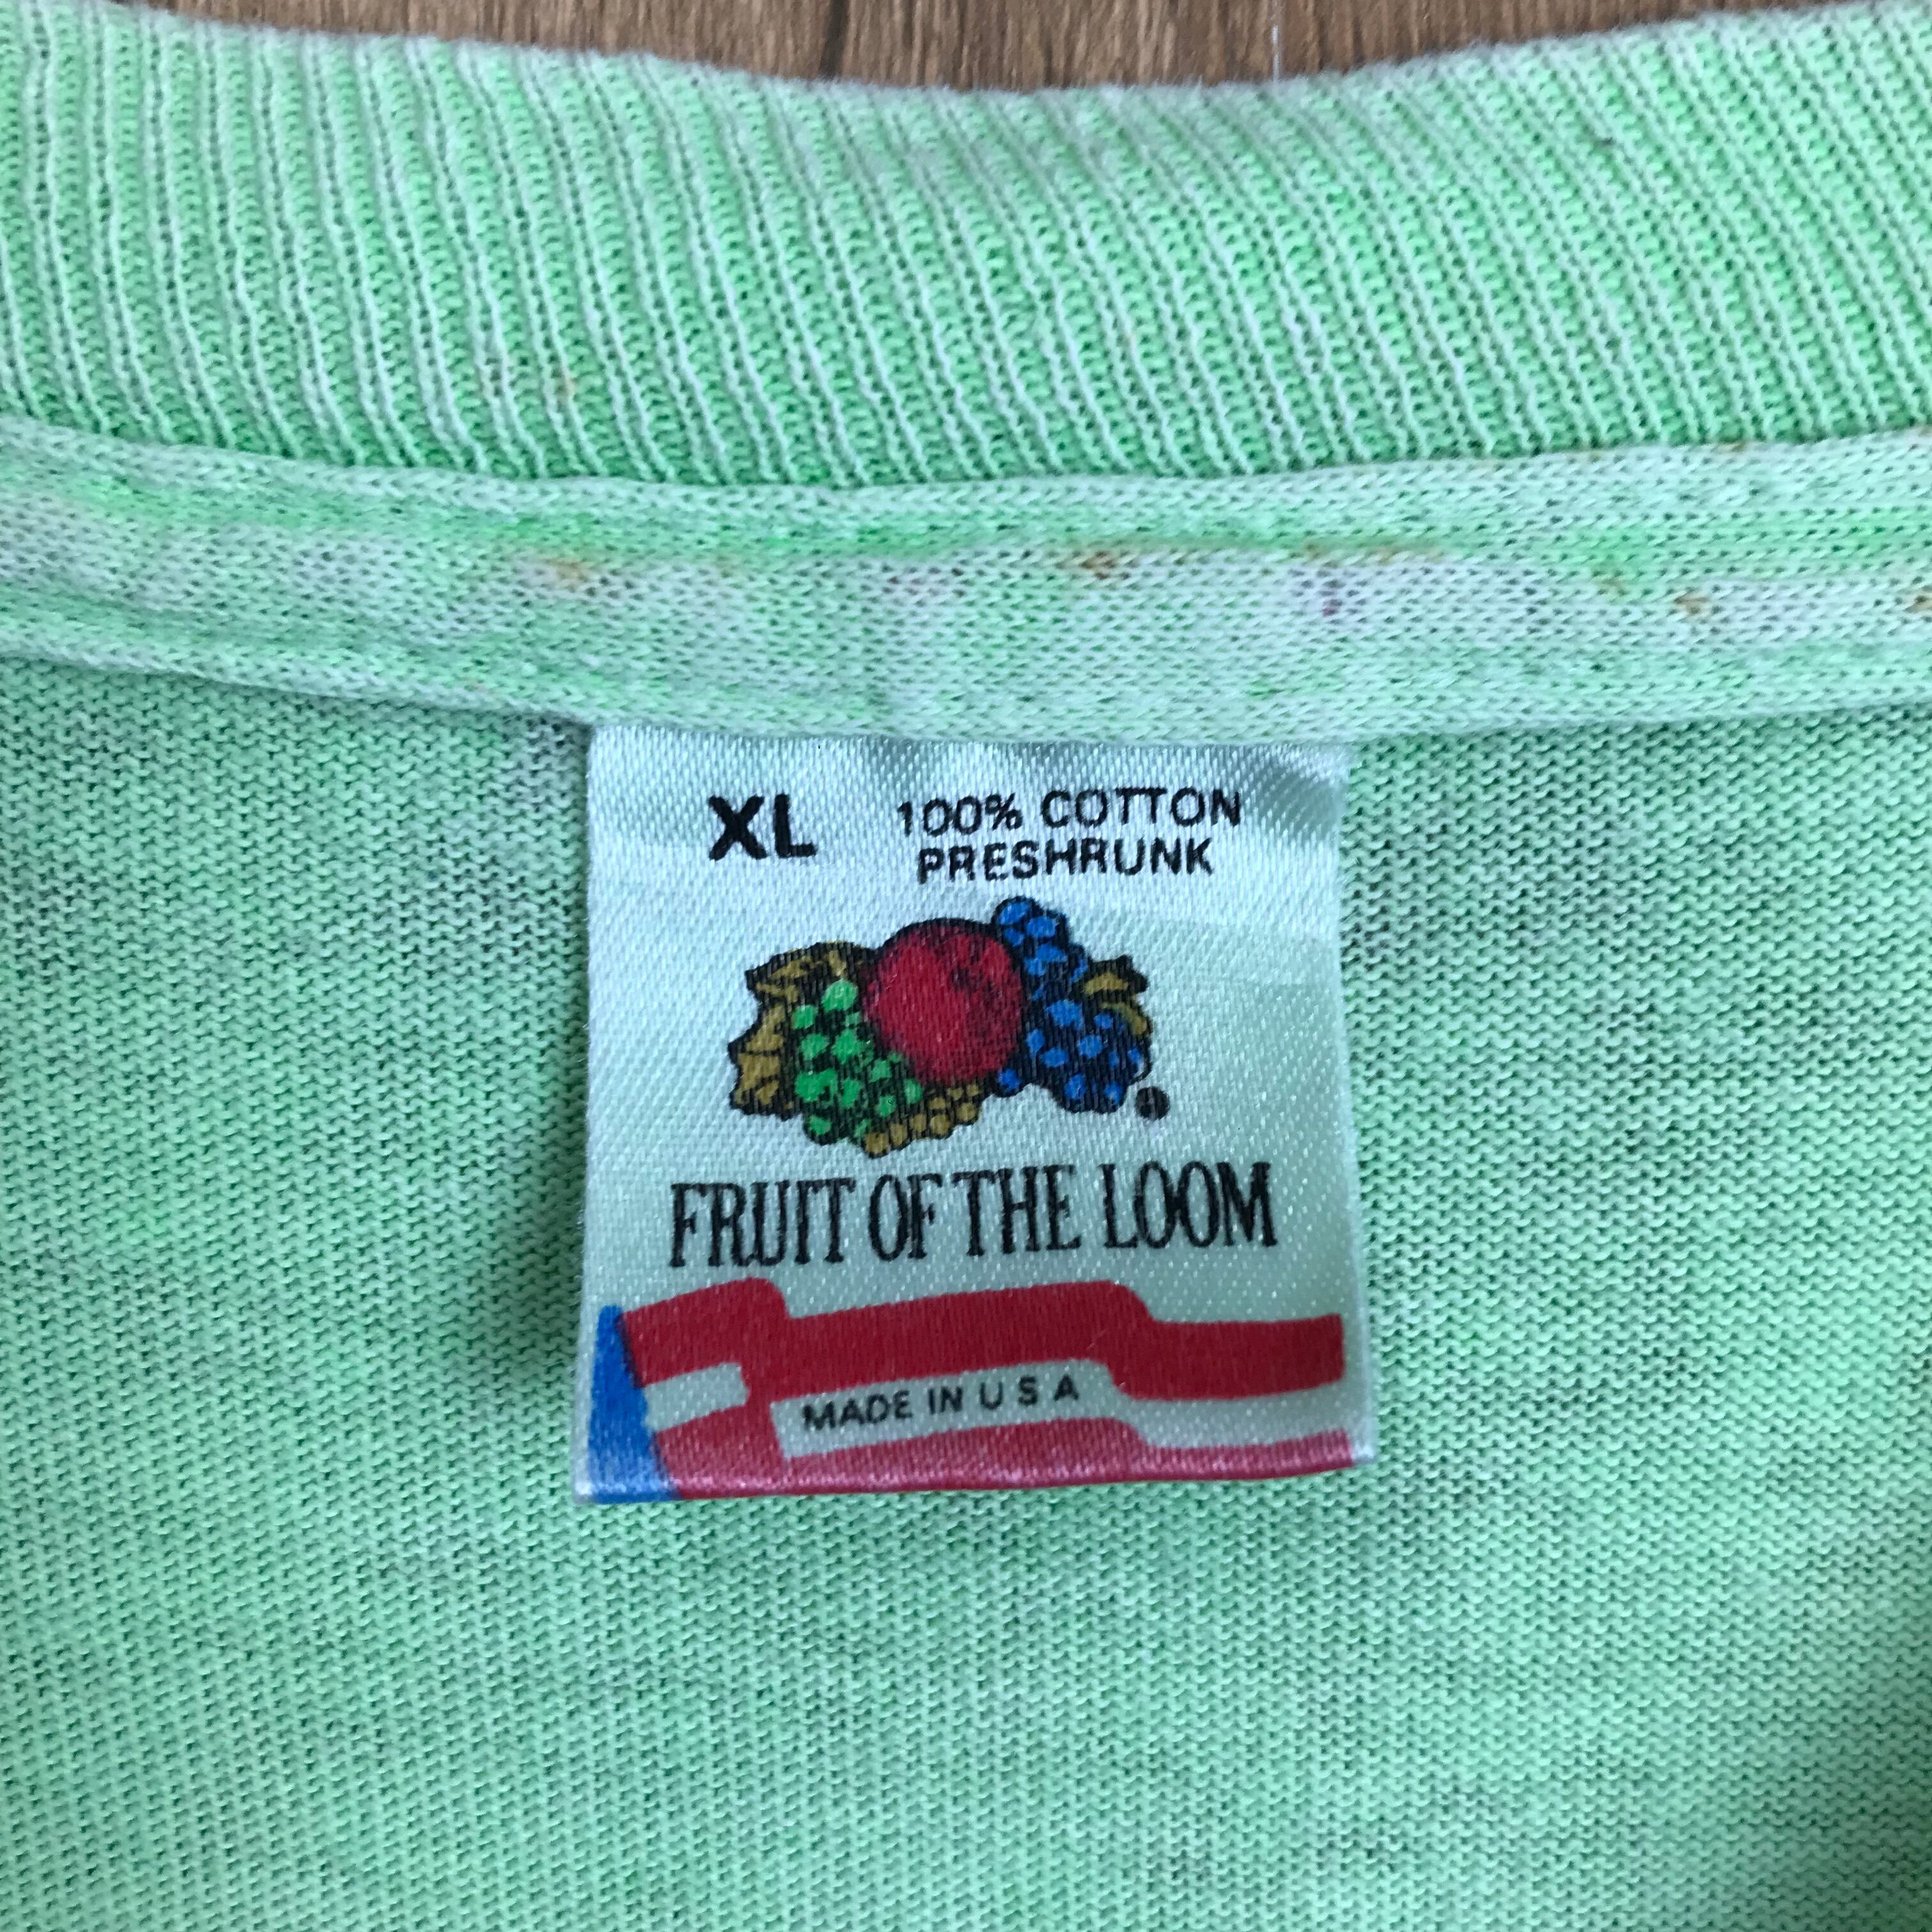 XL 100% COTTON
PRESHRUNK
®
FRUIT OF THE LOOM
MADE IN U S A